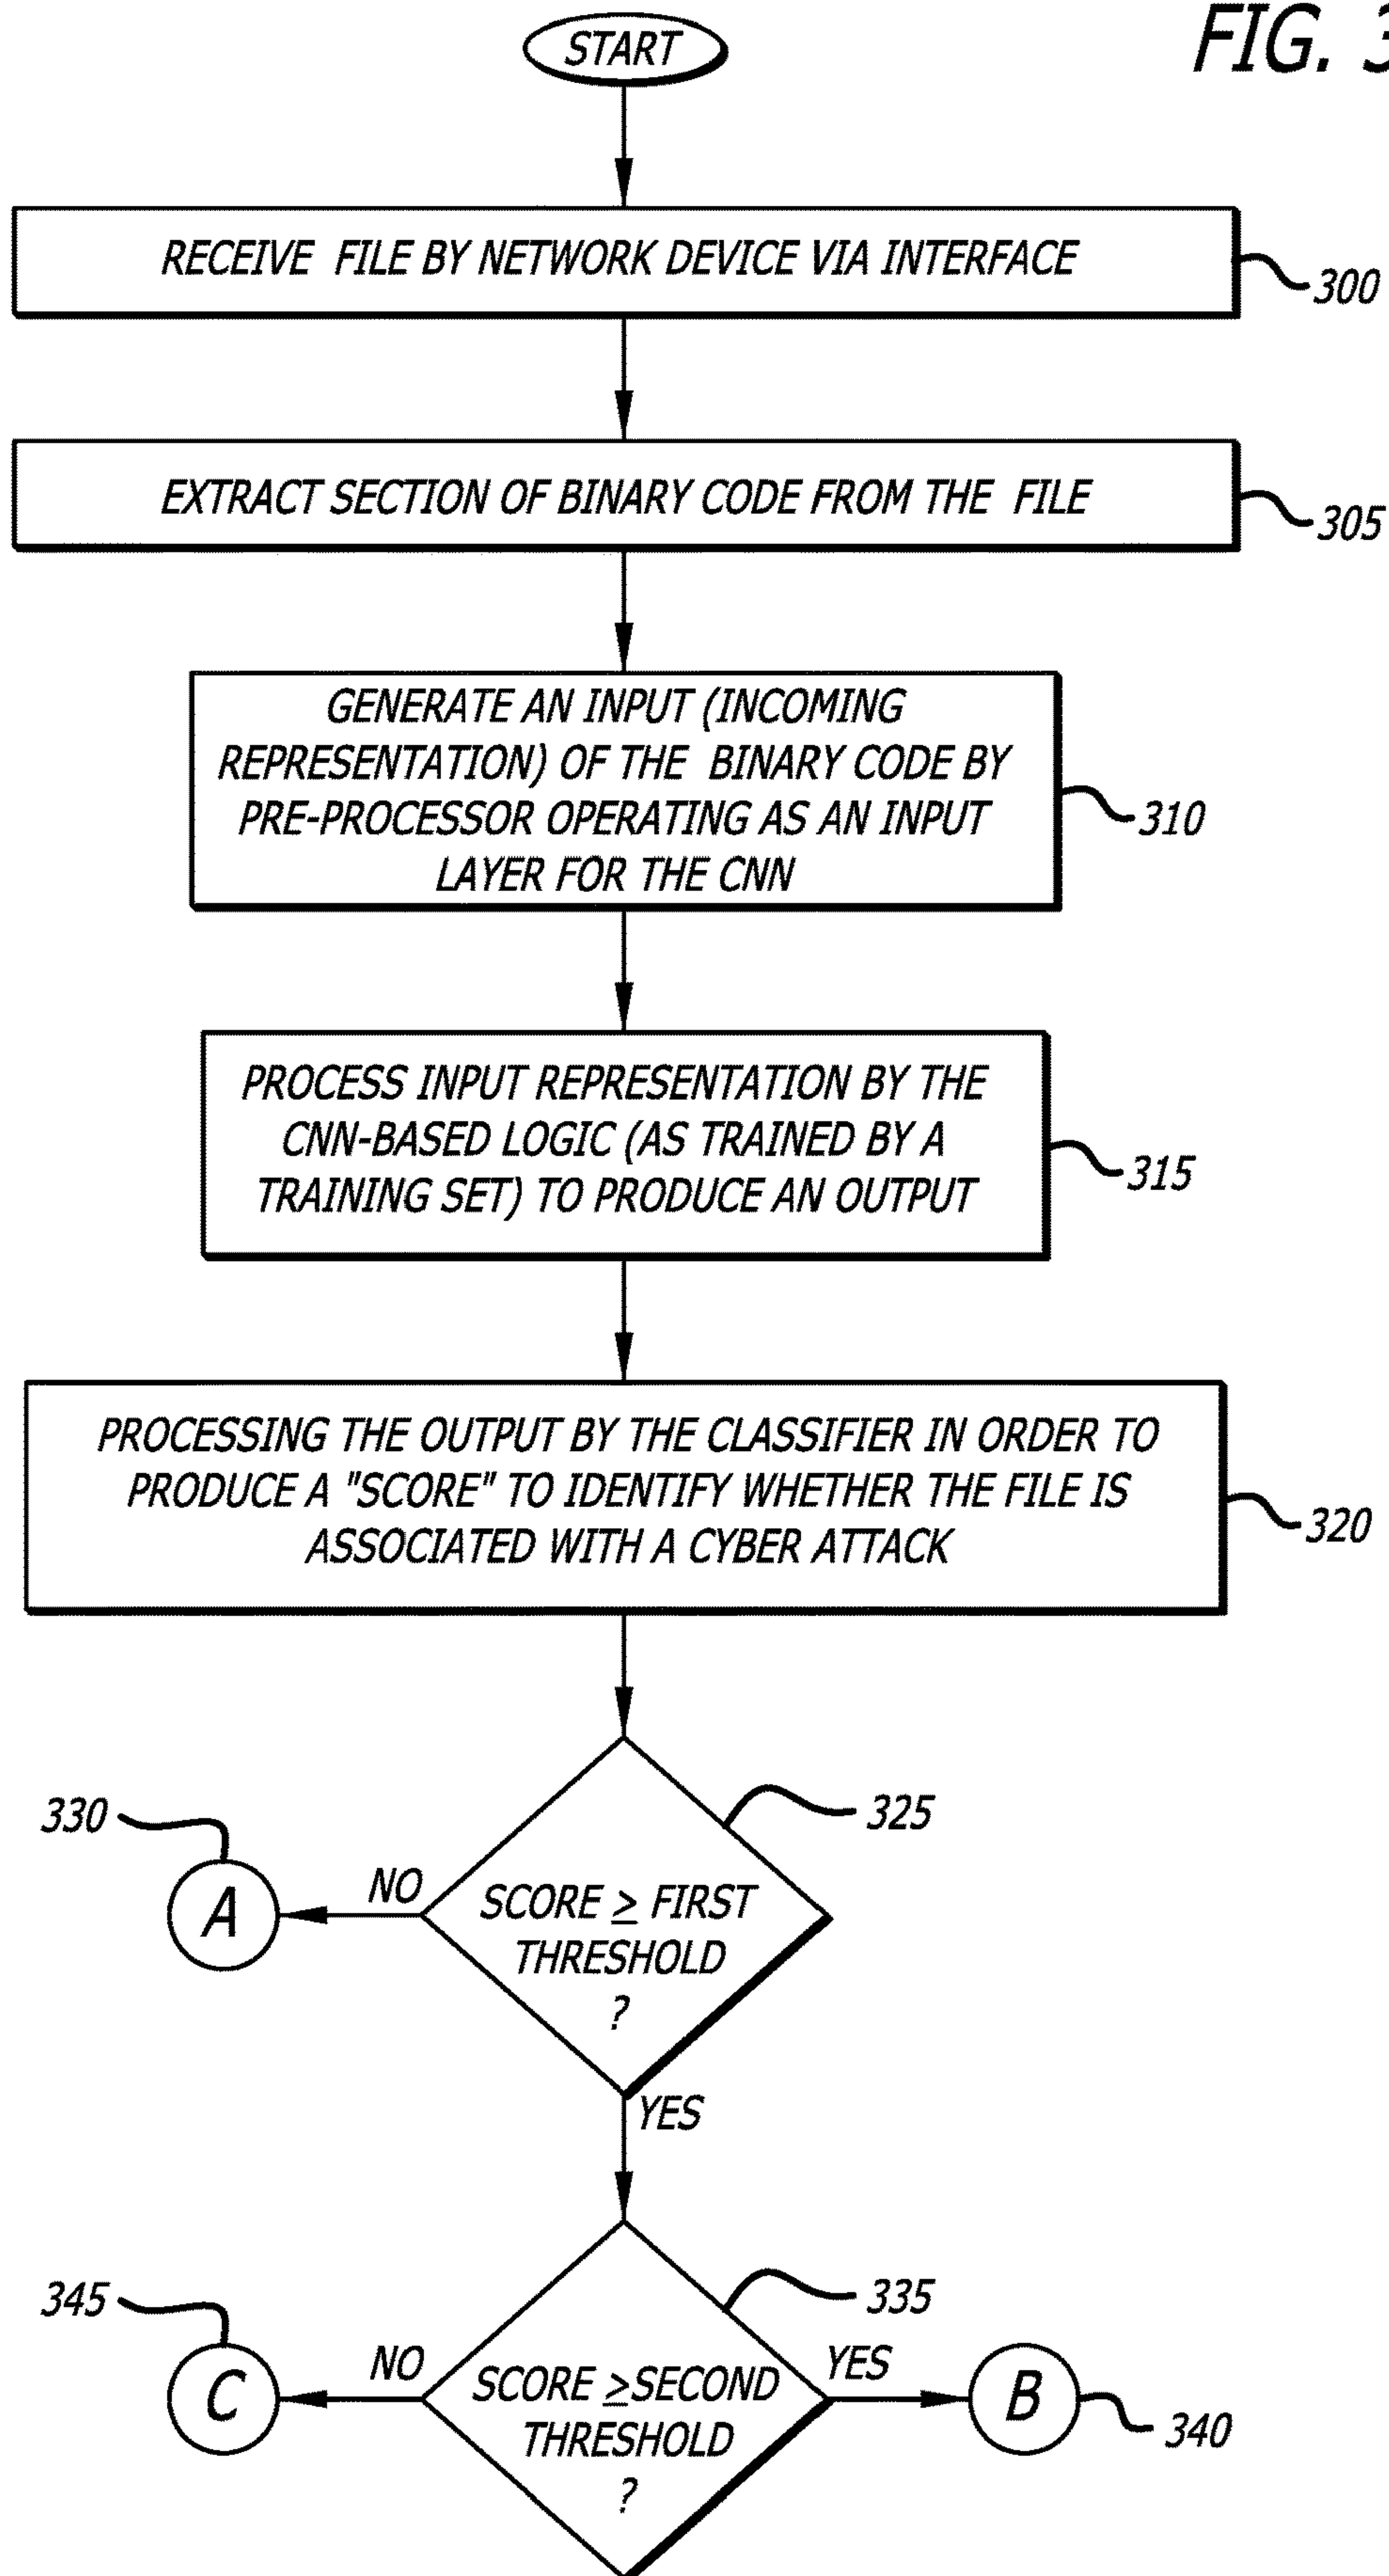 START
FIG. 3
RECEIVE FILE BY NETWORK DEVICE VIA INTERFACE
300
EXTRACT SECTION OF BINARY CODE FROM THE FILE
305
GENERATE AN INPUT (INCOMING
REPRESENTATION) OF THE BINARY CODE BY
PRE-PROCESSOR OPERATING AS AN INPUT
LAYER FOR THE CNN
310
PROCESS INPUT REPRESENTATION BY THE
CNN-BASED LOGIC (AS TRAINED BY A
TRAINING SET) TO PRODUCE AN OUTPUT
315
PROCESSING THE OUTPUT BY THE CLASSIFIER IN ORDER TO
PRODUCE A "SCORE" TO IDENTIFY WHETHER THE FILE IS
ASSOCIATED WITH A CYBER ATTACK
320
330
325
A
NO
SCORE ≥ FIRST
THRESHOLD
?
YES
345
335
C
NO
SCORE ≥SECOND
THRESHOLD
?
YES
B
340